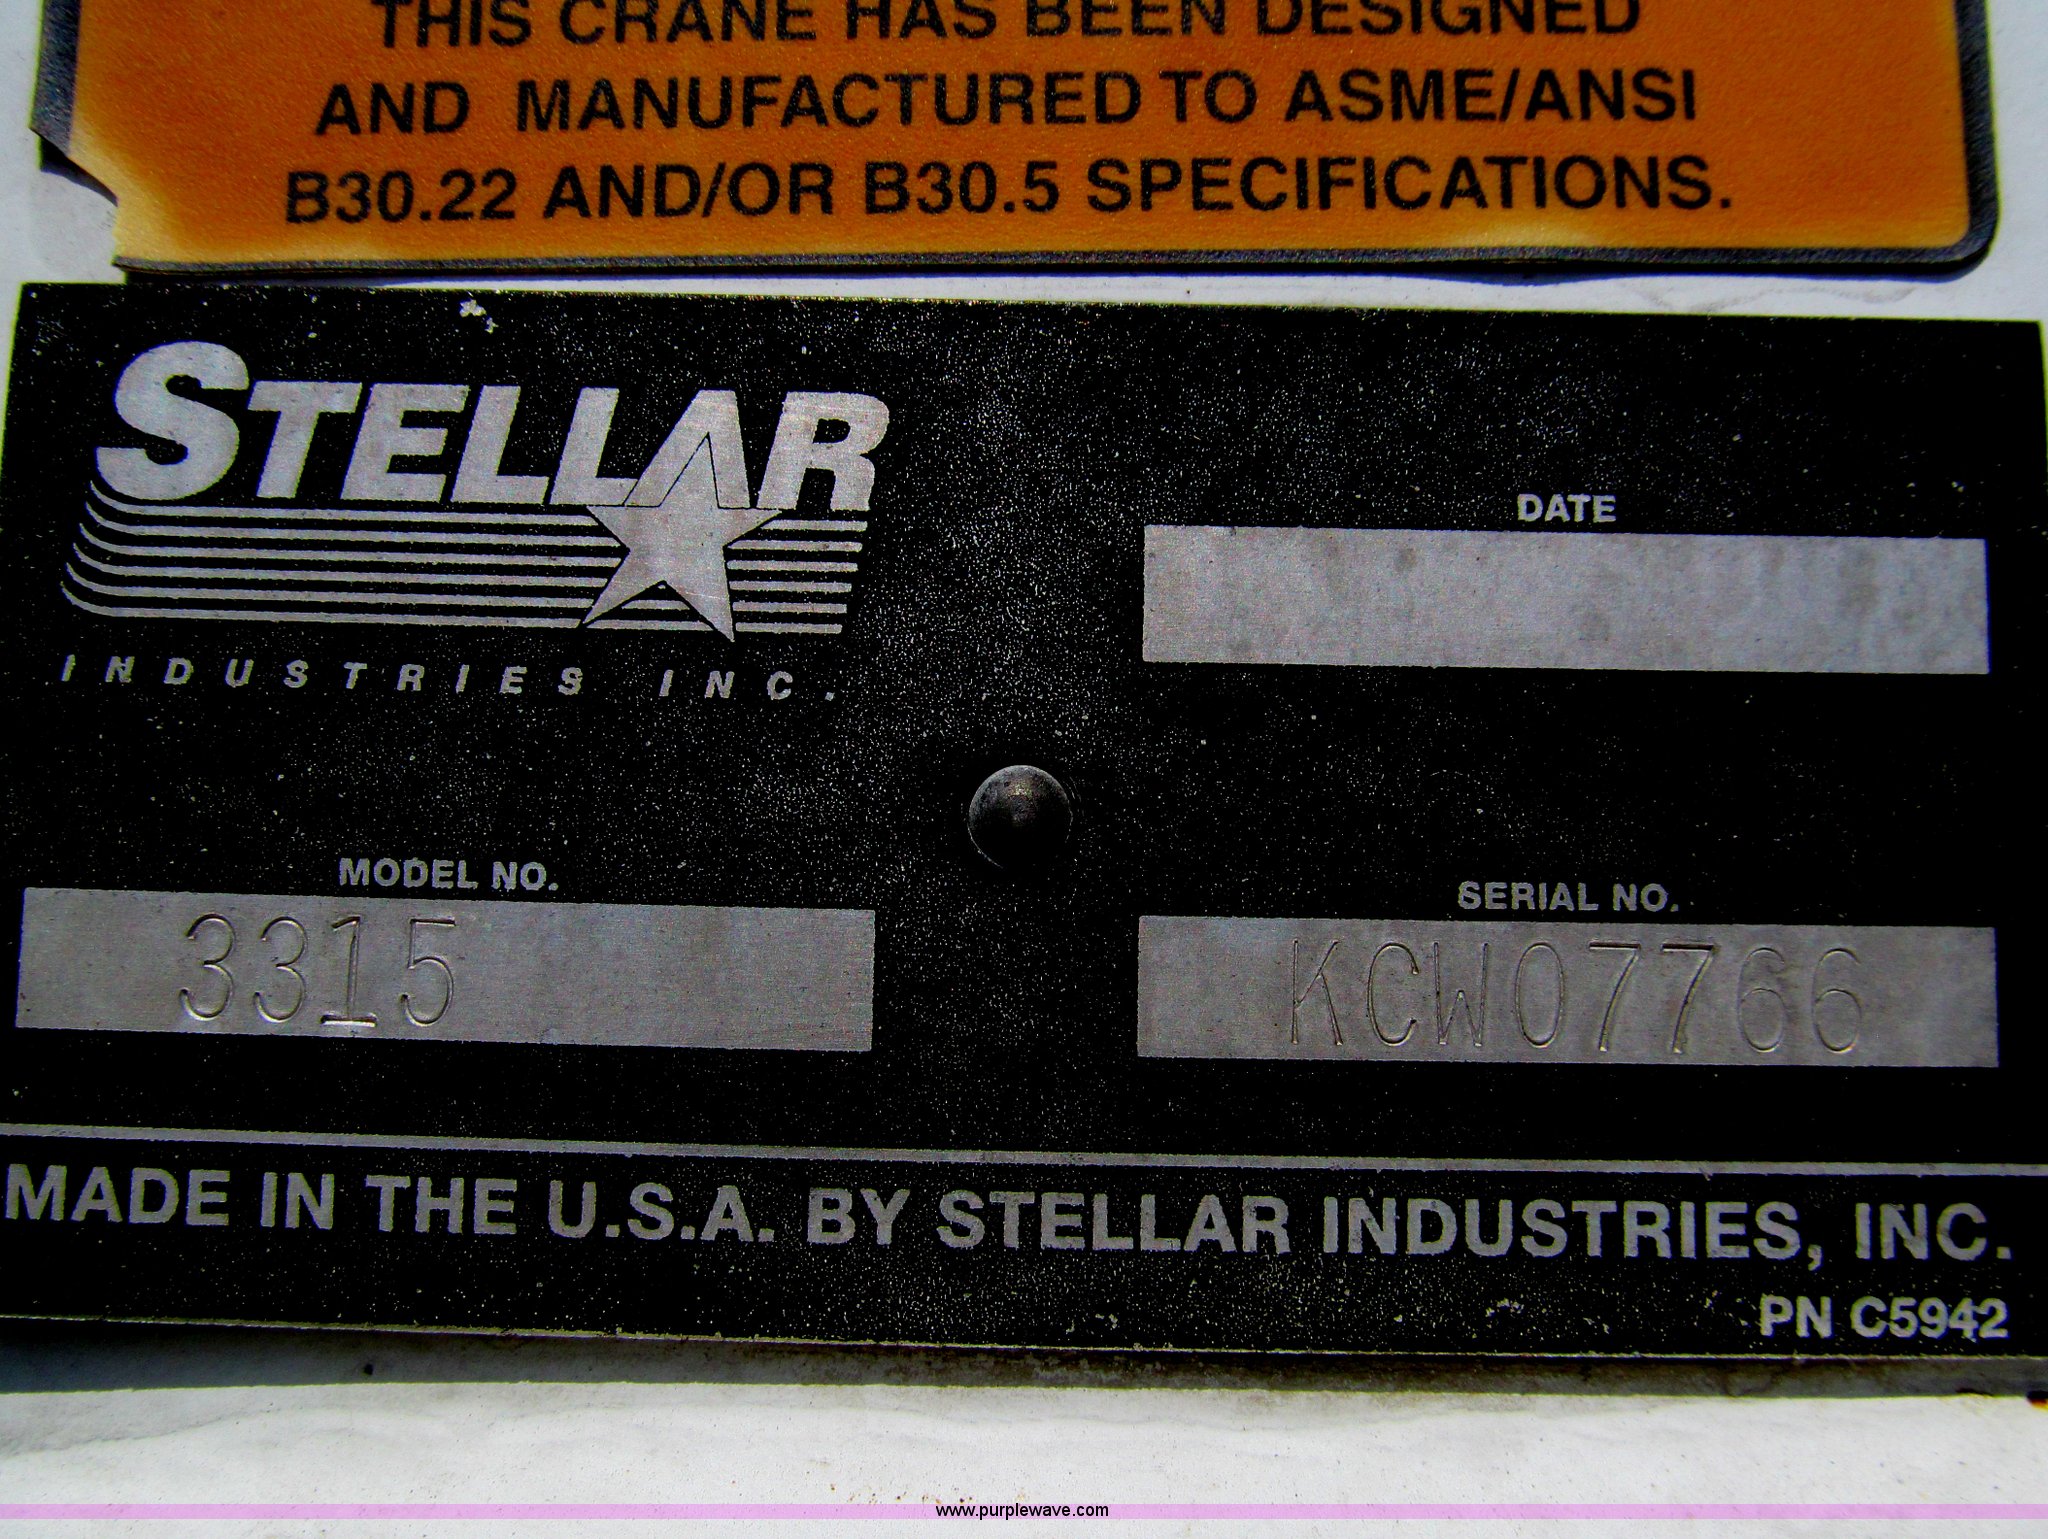 THIS CRANE HAS BEEN DESIGNED
AND MANUFACTURED TO ASME/ANSI
B30.22 AND/OR B30.5 SPECIFICATIONS.
STELLAR
INDUSTRIES INC.
DATE
MODEL NO.
3315
SERIAL NO.
KCW07766
MADE IN THE U.S.A. BY STELLAR INDUSTRIES, INC.
PN C5942
www.purplewave.com